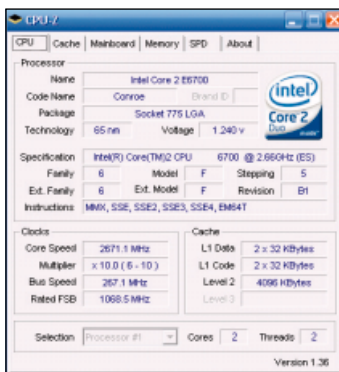 CPU-Z
CPU Cache Mainboard Memory SPD About
Processor
Name Intel Core 2 E6700
Code Name Conroe Brand ID
Package Socket 775 LGA
Technology 65 nm Voltage 1.240 v
intel
Core 2
Duo inside
Specification Intel(R) Core(TM)2 CPU 6700 @ 2.66GHz (ES)
Family 6 Model F Stepping 5
Ext. Family 6 Ext. Model F Revision B1
Instructions MMX, SSE, SSE2, SSE3, SSE4, EM64T
Clocks
Core Speed 2671.1 MHz
Multiplier x 10.0 ( 6 - 10 )
Bus Speed 267.1 MHz
Rated FSB 1068.5 MHz
Cache
L1 Data 2 x 32 KBytes
L1 Code 2 x 32 KBytes
Level 2 4096 KBytes
Level 3
Selection Processor #1 Cores 2 Threads 2
Version 1.36